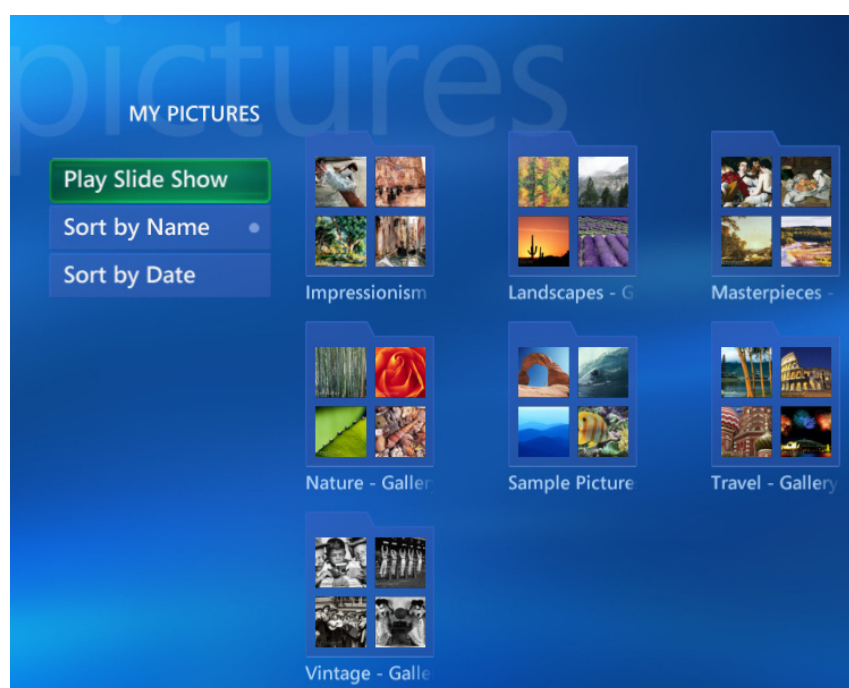 pictures
MY PICTURES
Play Slide Show
Sort by Name
Sort by Date
Impressionism
Landscapes - G
Masterpieces -
Nature - Galler
Sample Picture
Travel - Gallery
Vintage - Galle